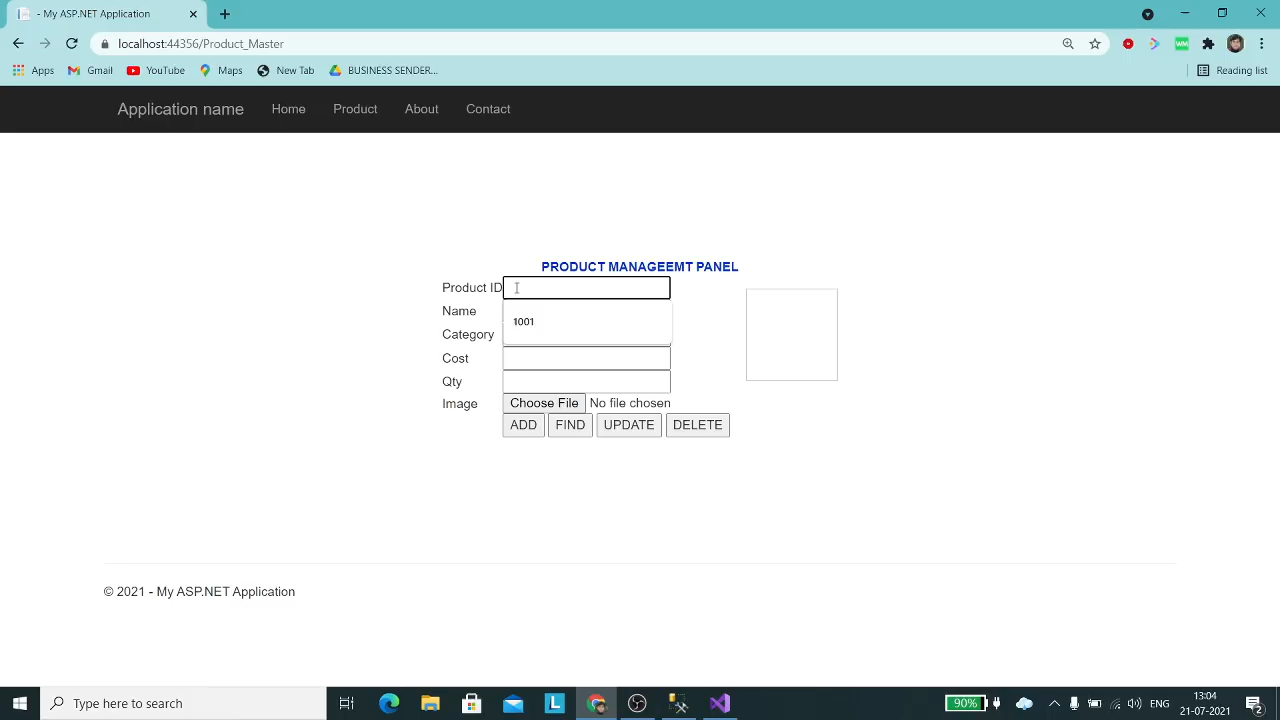 - My ASP.NET Application
localhost:44356/Product_Master
Apps Gmail YouTube Maps New Tab BUSINESS SENDER... Reading list
Application name Home Product About Contact
PRODUCT MANAGEEMT PANEL
Product ID
Name
1001
Category
Cost
Qty
Image Choose File No file chosen
ADD FIND UPDATE DELETE
© 2021 - My ASP.NET Application
Type here to search
L
90%
ENG
13:04
21-07-2021
2